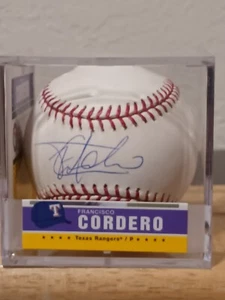 T
FRANCISCO
CORDERO
Texas Rangers / P